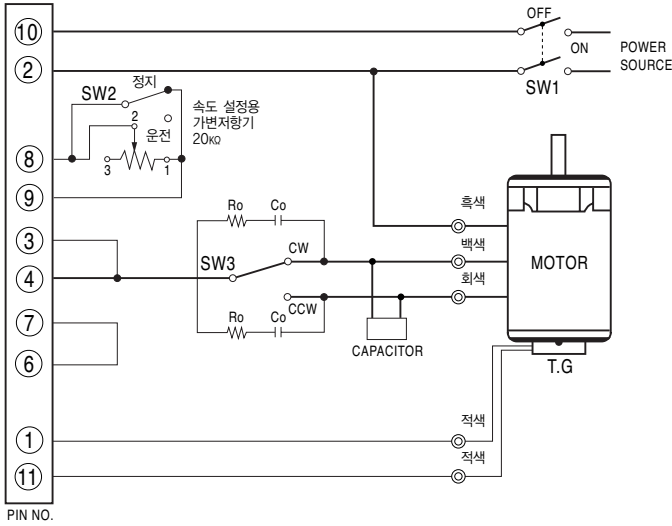 10
OFF
ON
POWER
SOURCE
2
SW1
정지
SW2
속도 설정용
가변저항기
20KΩ
2
운전
8
3
1
9
Ro
Co
흑색
3
CW
백색
SW3
MOTOR
4
회색
CCW
7
Ro
Co
CAPACITOR
6
T.G
적색
1
적색
11
PIN NO.